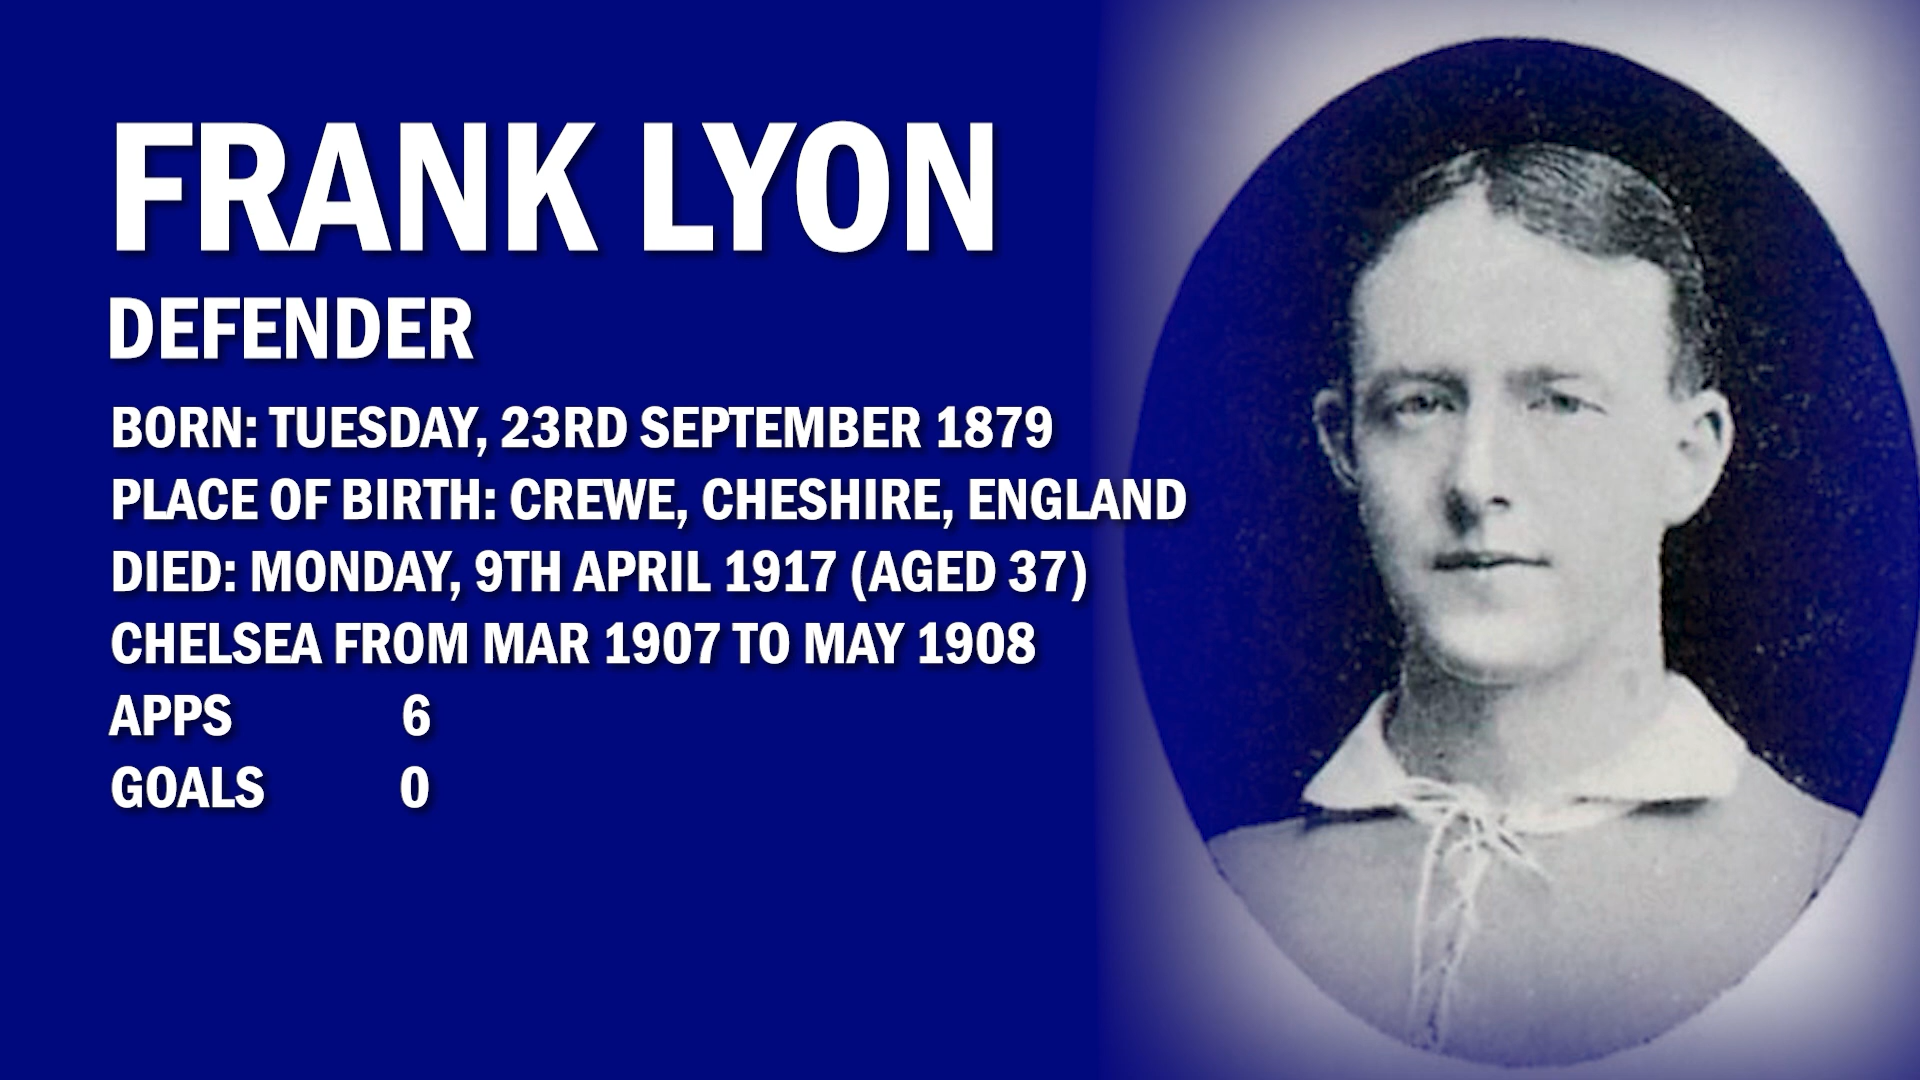 FRANK LYON
DEFENDER
BORN: TUESDAY, 23RD SEPTEMBER 1879
PLACE OF BIRTH: CREWE, CHESHIRE, ENGLAND
DIED: MONDAY, 9TH APRIL 1917 (AGED 37)
CHELSEA FROM MAR 1907 TO MAY 1908
APPS 6
GOALS 0